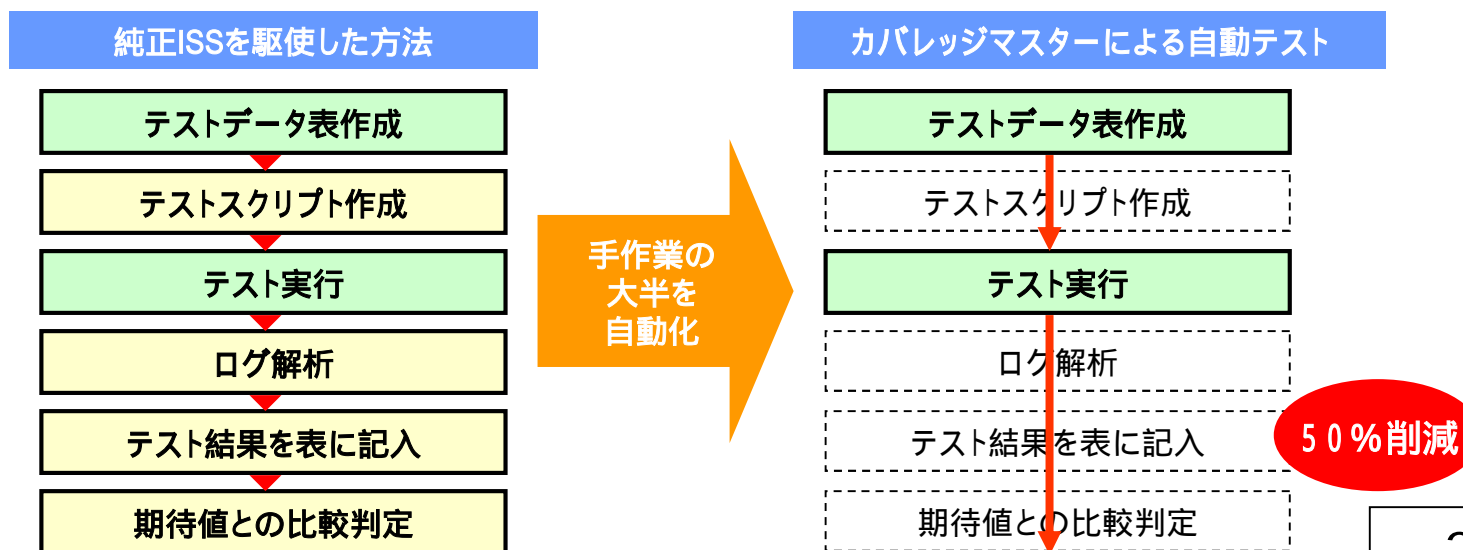 純正ISSを駆使した方法
テストデータ表作成
テストスクリプト作成
テスト実行
ログ解析
テスト結果を表に記入
期待値との比較判定
手作業の
大半を
自動化
カバレッジマスターによる自動テスト
テストデータ表作成
テストスクリプト作成
テスト実行
ログ解析
テスト結果を表に記入
期待値との比較判定
５０％削減